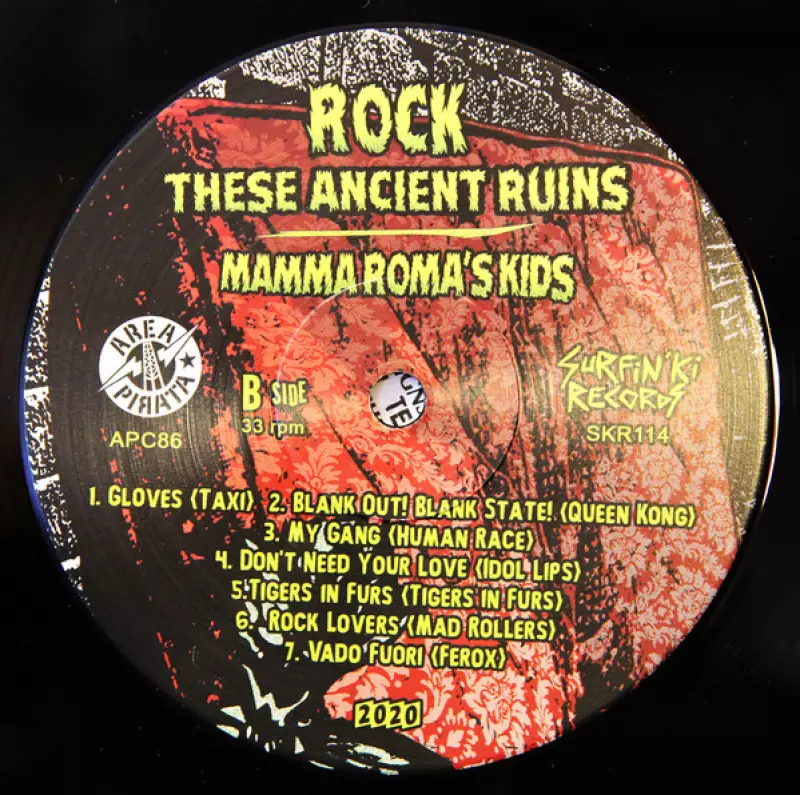 ROCK
THESE ANCIENT RUINS
MAMMA ROMA'S KIDS
AREA
PIRATA
APC86
B SIDE
33 rpm
GNS
TE
SURFIN' KI
RECORDS
SKR114
1. GLOVES (TAXI) 2. BLANK OUT! BLANK STATE! (QUEEN KONG)
3. MY GANG (HUMAN RACE)
4. DON'T NEED YOUR LOVE (IDOL LIPS)
5.TIGERS IN FURS (TIGERS IN FURS)
6. ROCK LOVERS (MAD ROLLERS)
7. VADO FUORI (FEROX)
2020